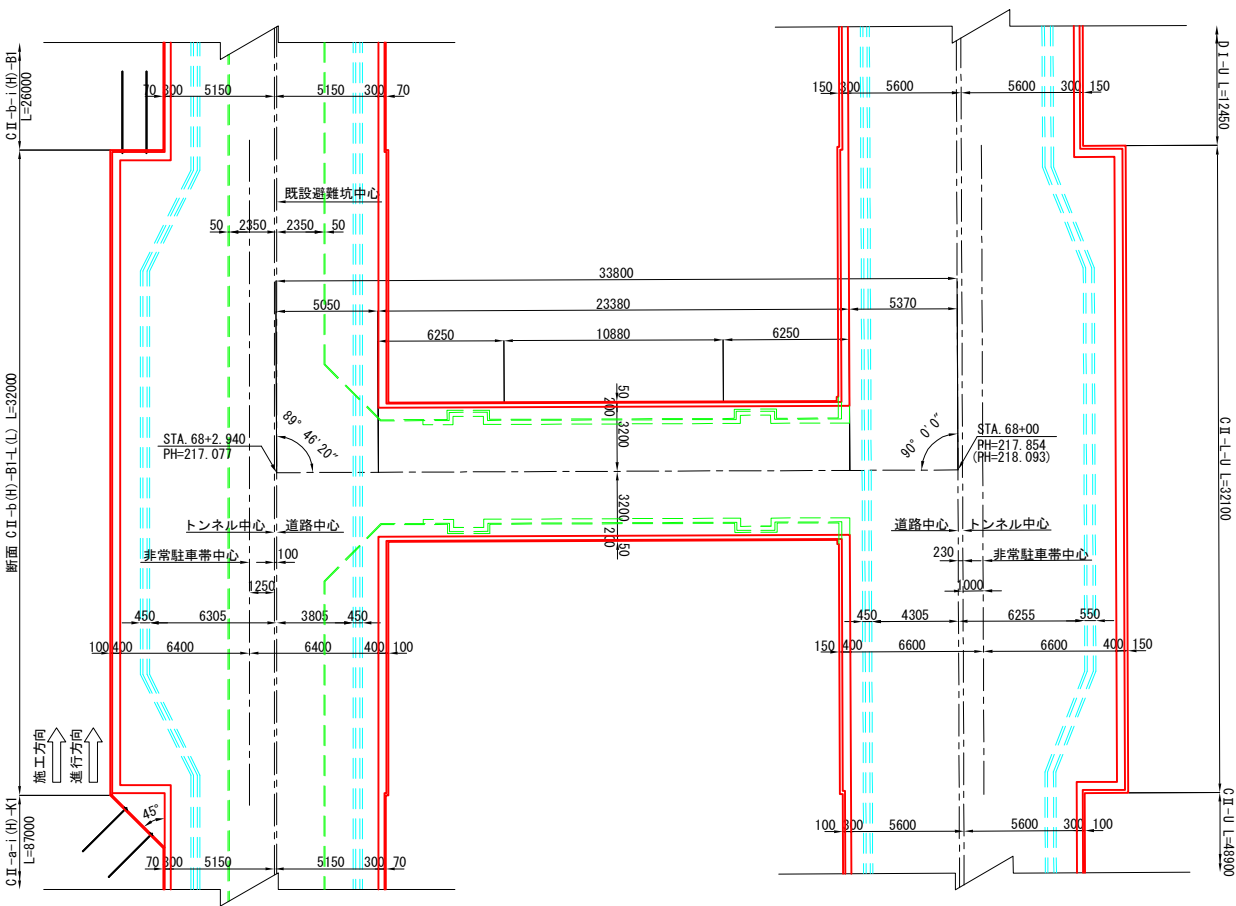 CⅡ-b-i(H)-B1
L=26000
70 300 5150 5150 300 70
150 300 5600 5600 300 150
DⅠ-U L=12450
既設避難坑中心
50 2350 2350 50
33800
5050 23380 5370
6250 10880 6250
50
200
3200
89° 46′20″
90° 0′0″
STA.68+2.940
PH=217.077
STA.68+00
PH=217.854
(PH=218.093)
断面 CⅡ-b(H)-B1-L(L) L=32000
CⅡ-L-U L=32100
3200
50
200
トンネル中心 道路中心
道路中心 トンネル中心
非常駐車帯中心 100
230 非常駐車帯中心
1250
1000
450 6305 3805 450
450 4305 6255 550
100 400 6400 6400 400 100
150 400 6600 6600 400 150
施工方向
進行方向
45°
CⅡ-a-i(H)-K1
L=87000
100 300 5600 5600 300 100
CⅡ-U L=48900
70 300 5150 5150 300 70